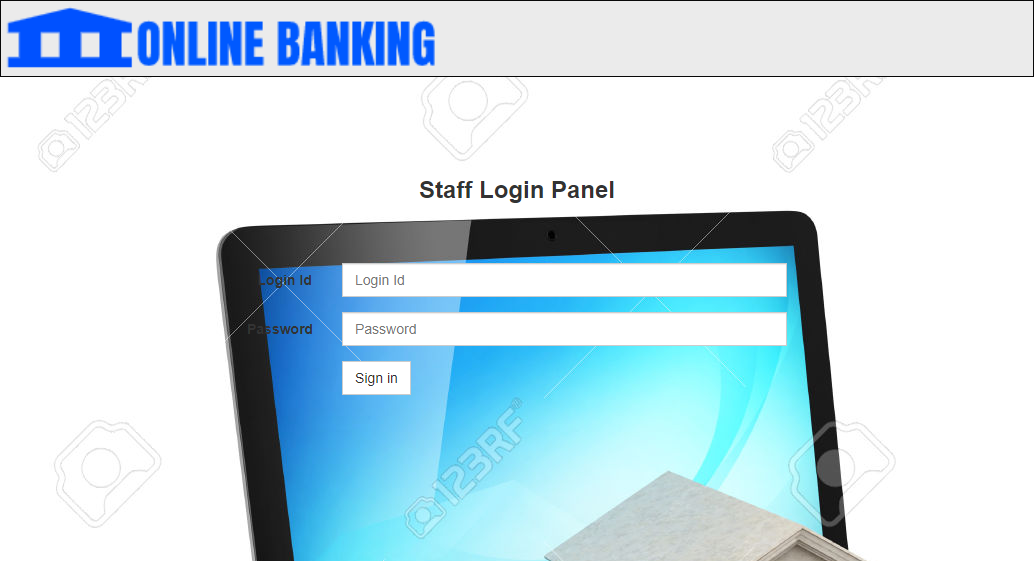 ONLINE BANKING
123RF
123RF
Staff Login Panel
Login Id
Login Id
Password
Password
Sign in
123RF